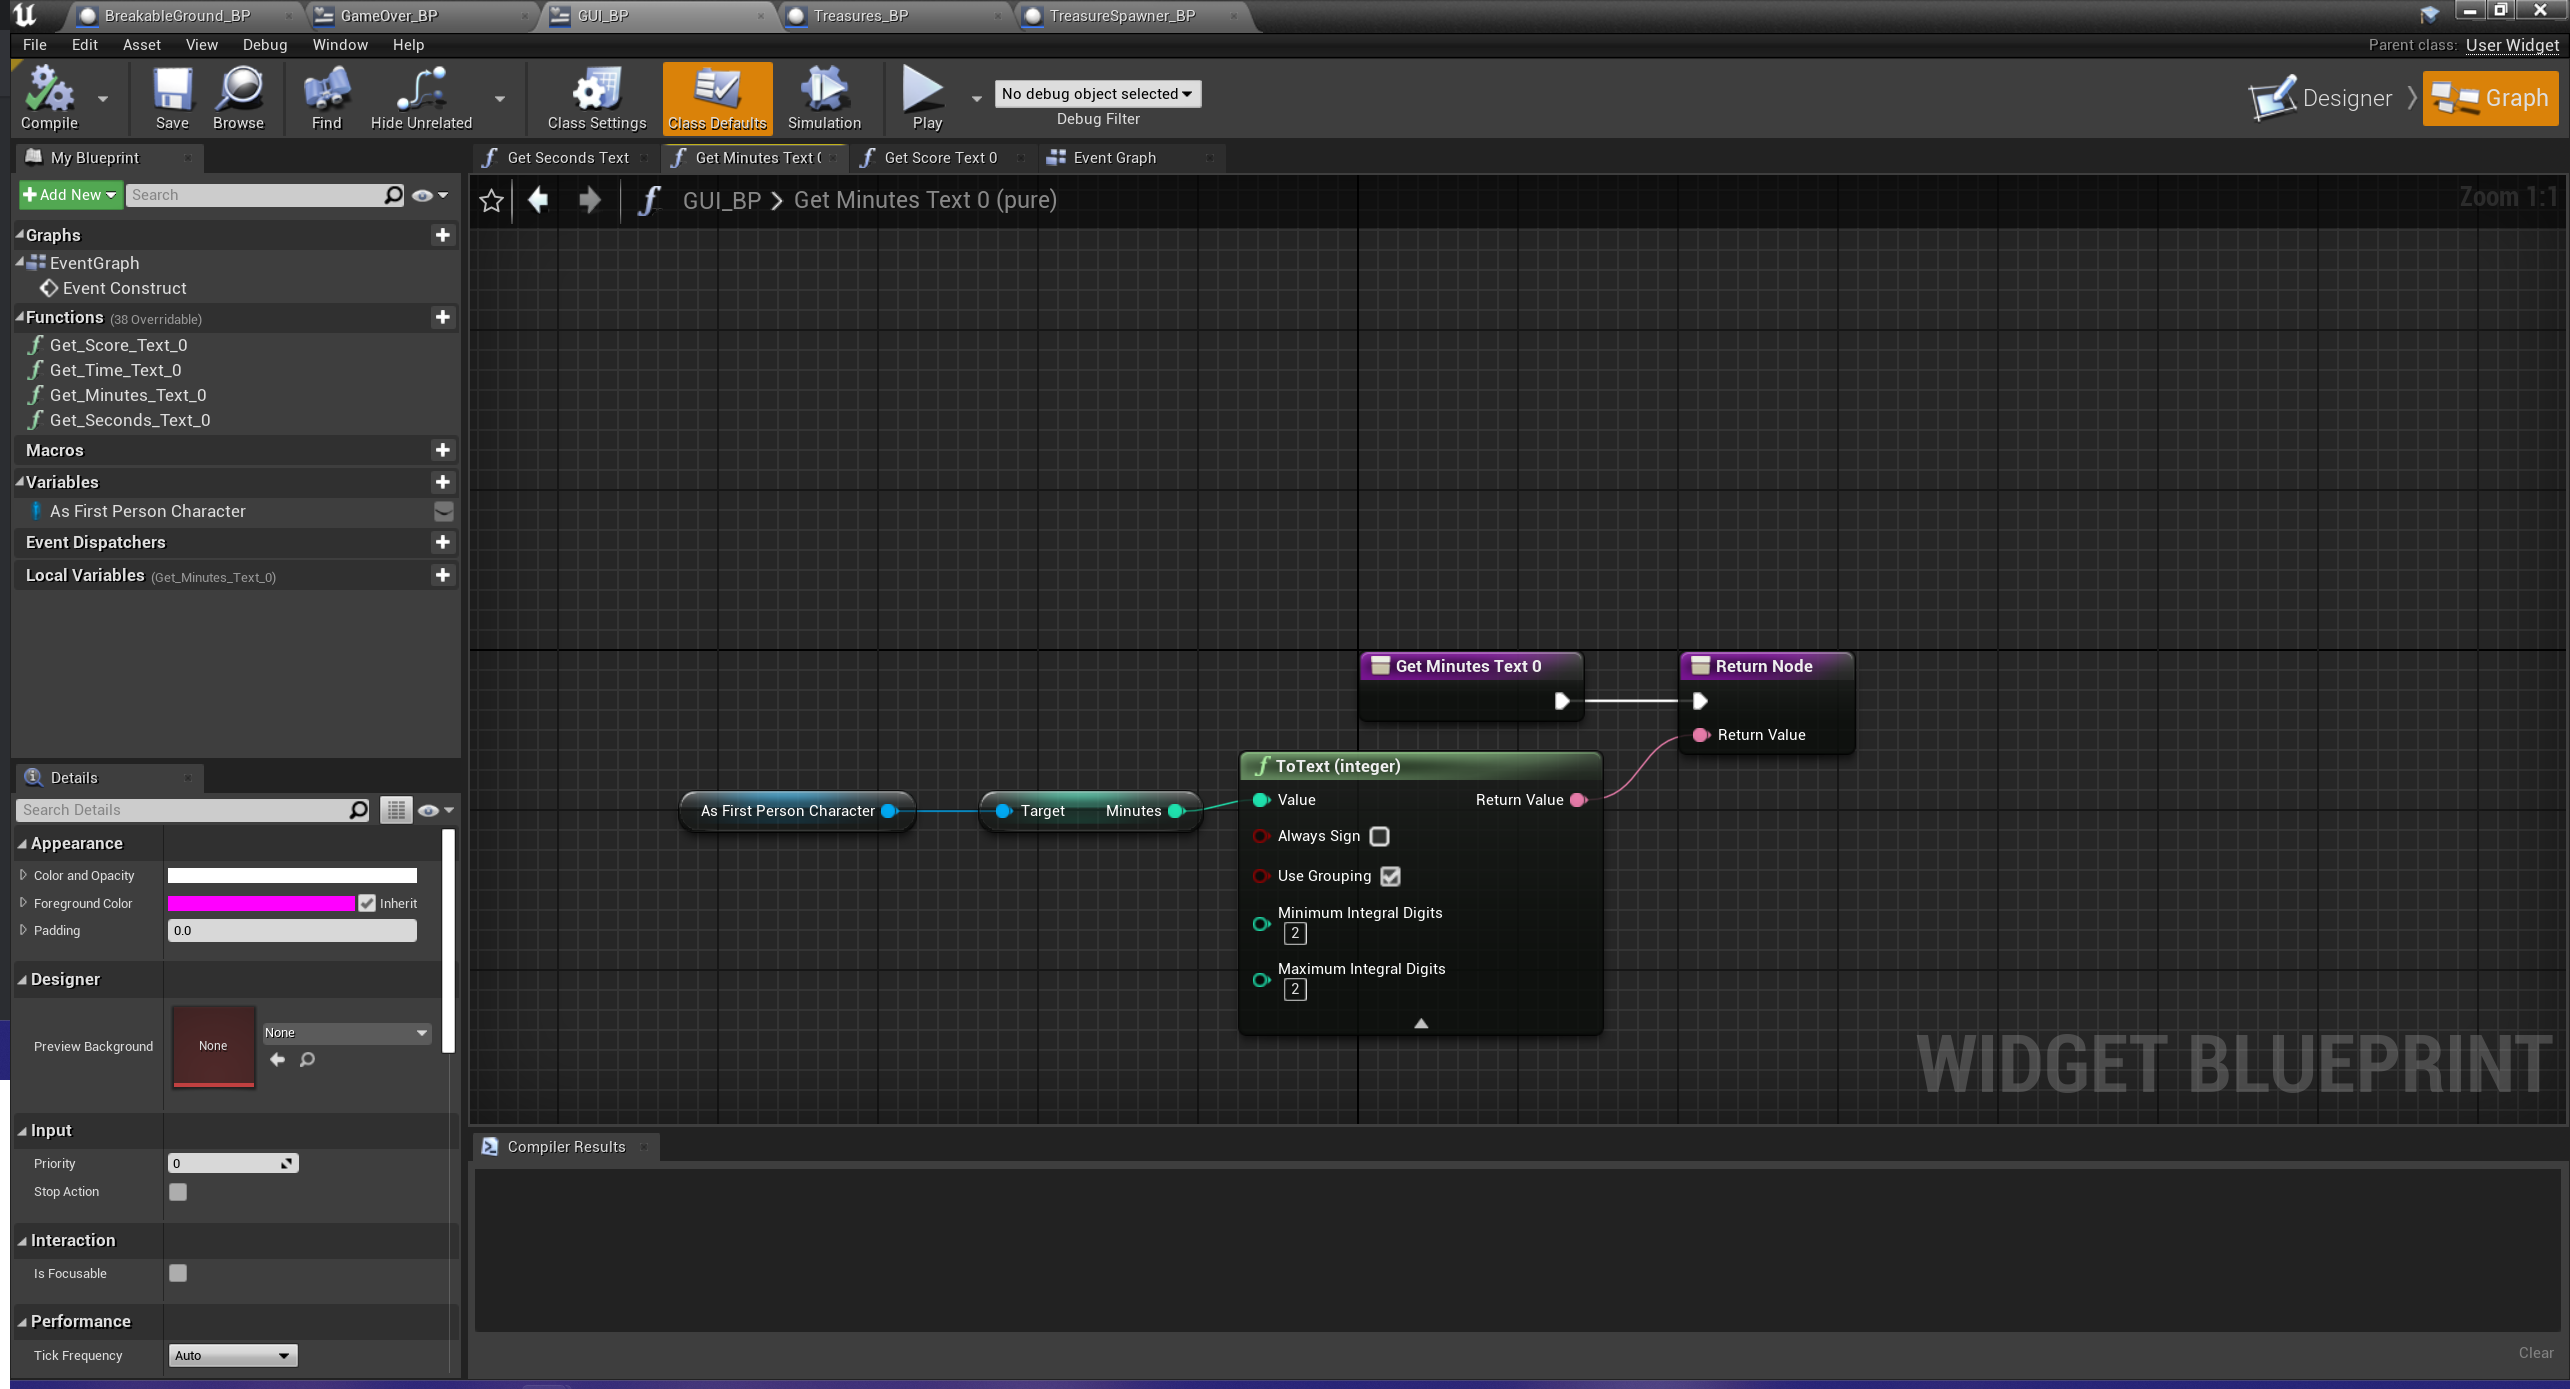 BreakableGround_BP
GameOver_BP
GUI_BP
Treasures_BP
TreasureSpawner_BP
File Edit Asset View Debug Window Help
Parent class: User Widget
Compile
Save
Browse
Find
Hide Unrelated
Class Settings
Class Defaults
Simulation
Play
No debug object selected
Debug Filter
Designer
Graph
My Blueprint
Add New
Search
Graphs
EventGraph
Event Construct
Functions (38 Overridable)
Get_Score_Text_0
Get_Time_Text_0
Get_Minutes_Text_0
Get_Seconds_Text_0
Macros
Variables
As First Person Character
Event Dispatchers
Local Variables (Get_Minutes_Text_0)
Details
Search Details
Appearance
Color and Opacity
Foreground Color
Inherit
Padding
0.0
Designer
Preview Background
None
None
Input
Priority
0
Stop Action
Interaction
Is Focusable
Performance
Tick Frequency
Auto
Get Seconds Text
Get Minutes Text (
Get Score Text 0
Event Graph
GUI_BP > Get Minutes Text 0 (pure)
Zoom 1:1
Get Minutes Text 0
Return Node
Return Value
ToText (integer)
As First Person Character
Target Minutes
Value
Return Value
Always Sign
Use Grouping
Minimum Integral Digits
2
Maximum Integral Digits
2
WIDGET BLUEPRINT
Compiler Results
Clear